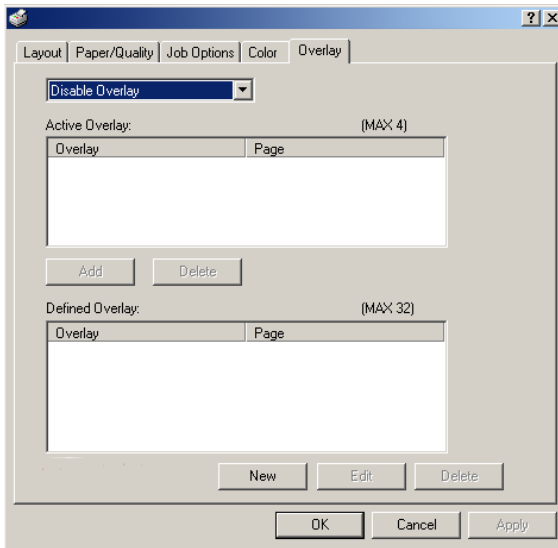 ? x
Layout Paper/Quality Job Options Color Overlay
Disable Overlay
Active Overlay: (MAX 4)
Overlay Page
Add Delete
Defined Overlay: (MAX 32)
Overlay Page
New Edit Delete
OK Cancel Apply